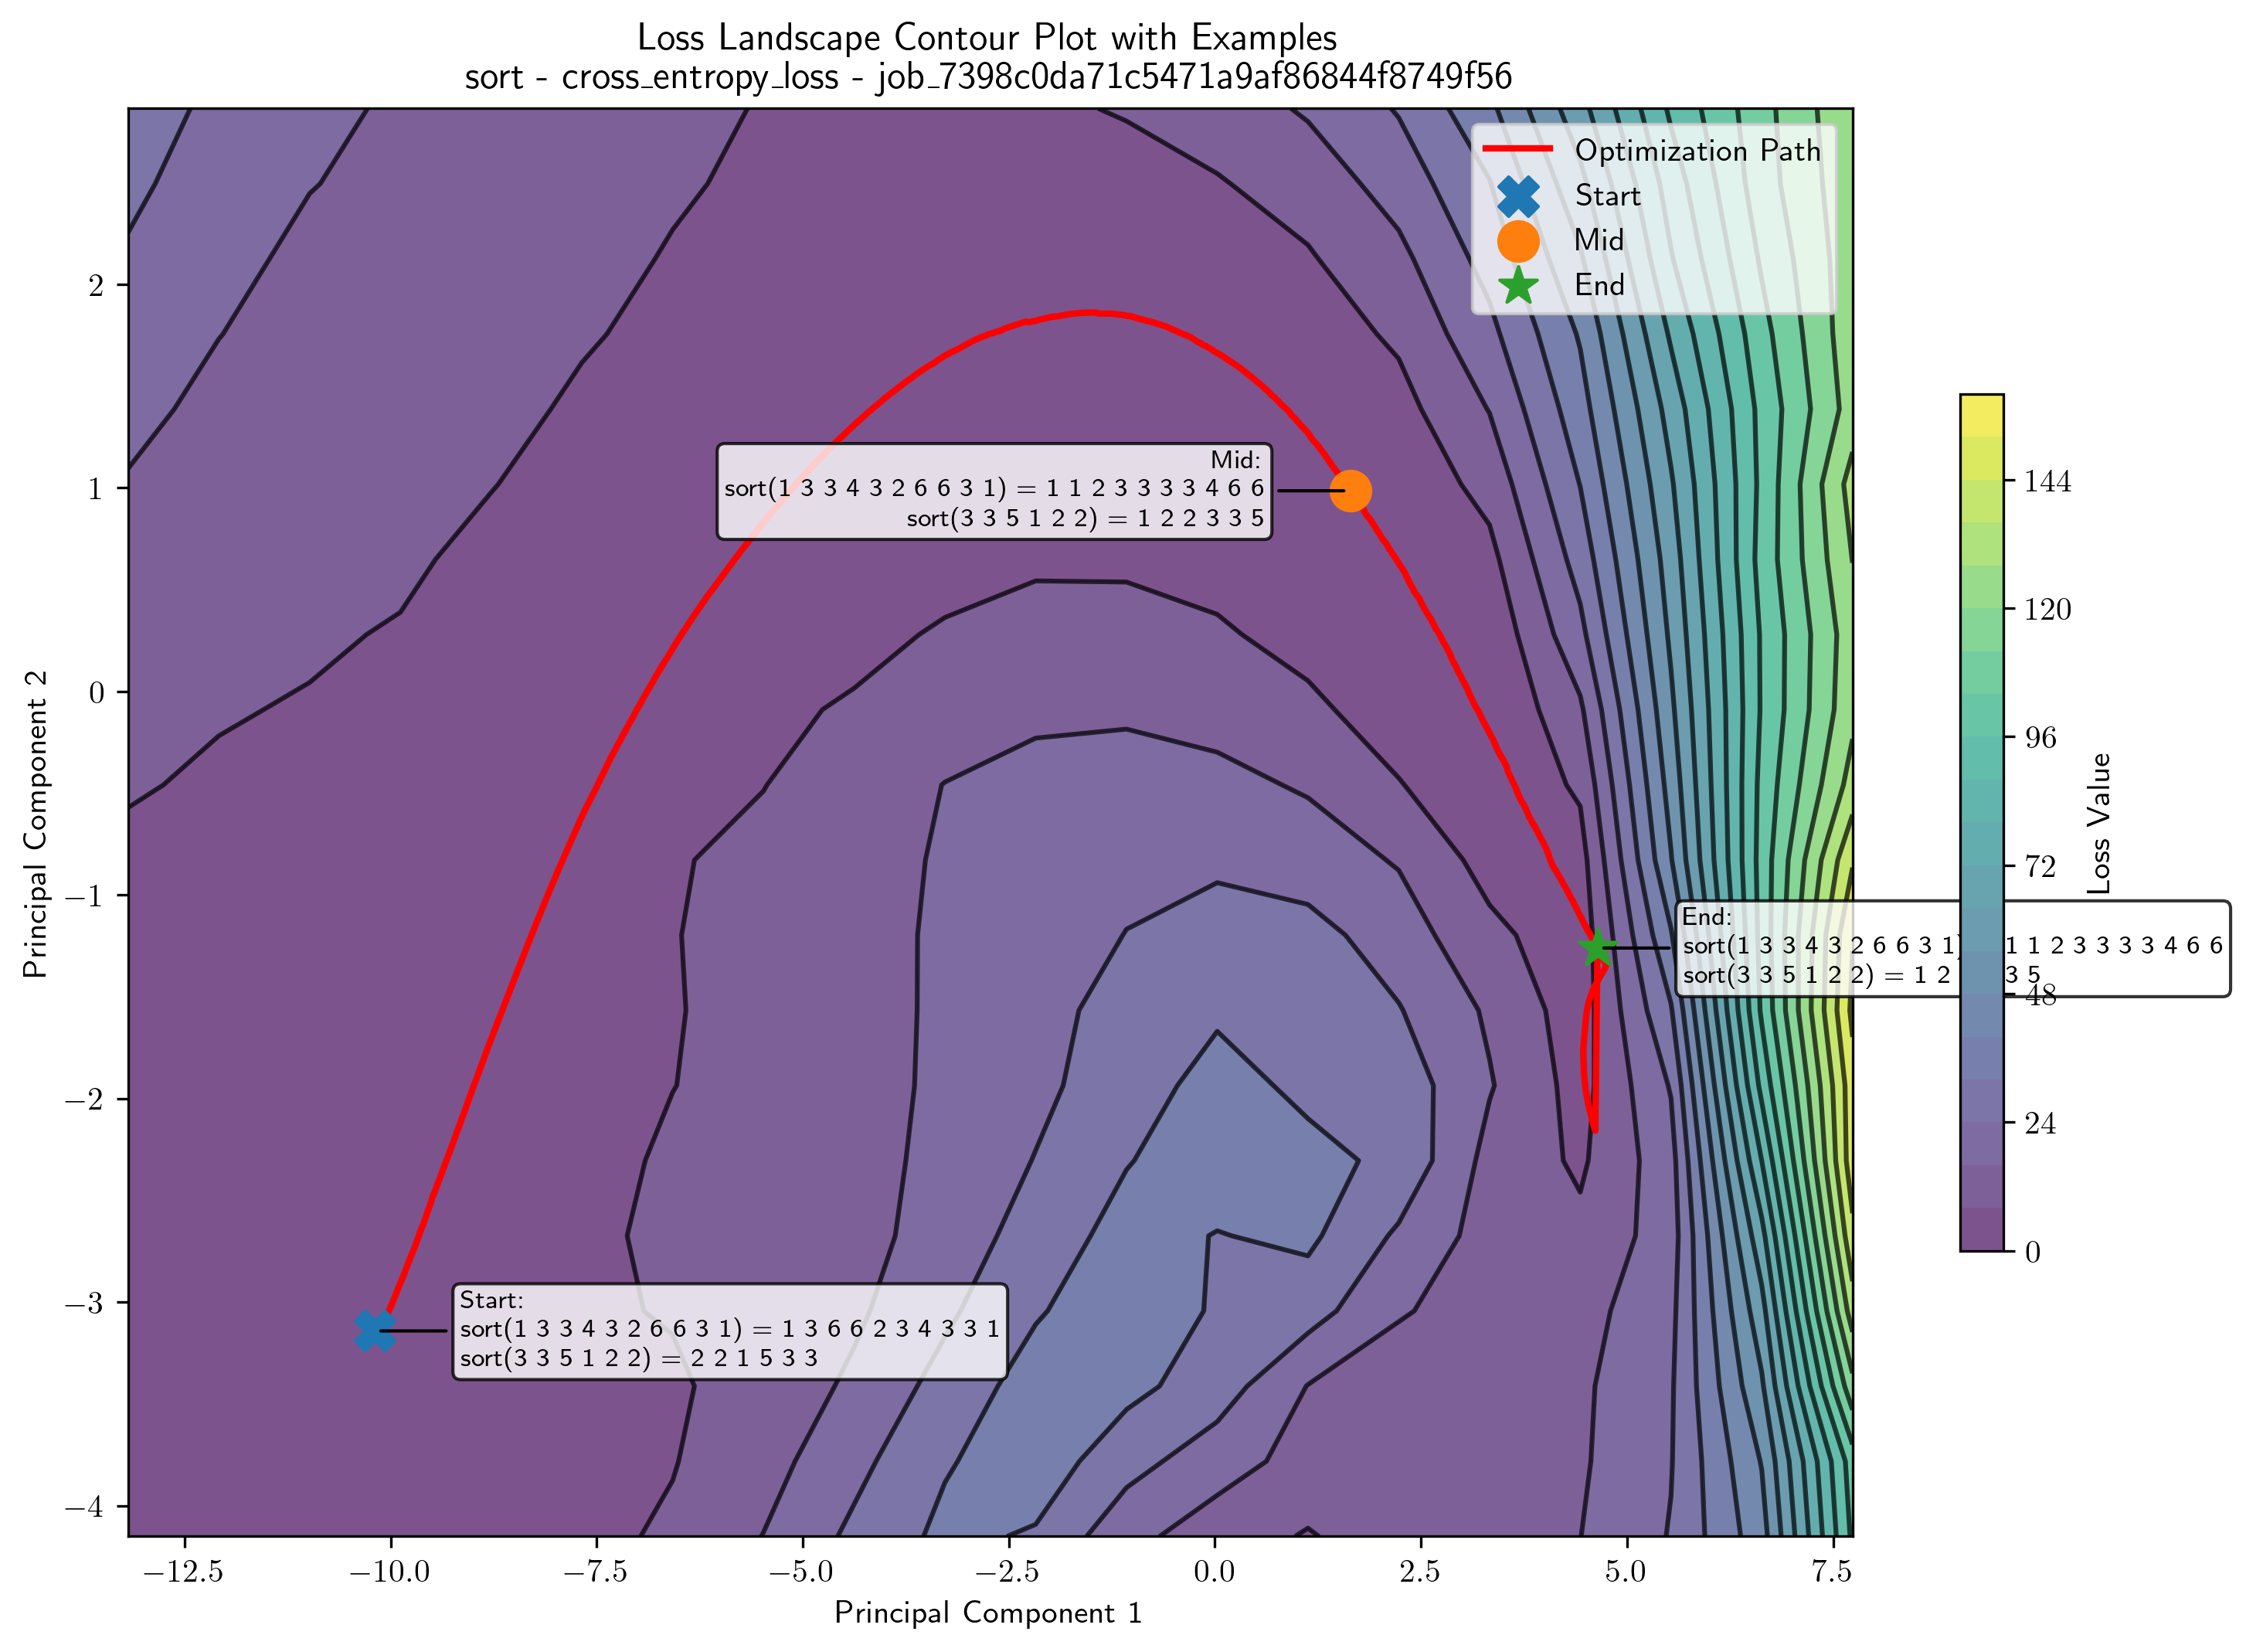 Loss Landscape Contour Plot with Examples
sort - cross_entropy_loss - job_7398c0da71c5471a9af86844f8749f56
Optimization Path
Start
Mid
End
Mid:
sort(1 3 3 4 3 2 6 6 3 1) = 1 1 2 3 3 3 3 4 6 6
sort(3 3 5 1 2 2) = 1 2 2 3 3 5
End:
sort(1 3 3 4 3 2 6 6 3 1) 1 1 2 3 3 3 3 4 6 6
sort(3 3 5 1 2 2) = 1 2 3 5
Start:
sort(1 3 3 4 3 2 6 6 3 1) = 1 3 6 6 2 3 4 3 3 1
sort(3 3 5 1 2 2) = 2 2 1 5 3 3
2
1
0
−1
−2
−3
−4
Principal Component 2
−12.5 −10.0 −7.5 −5.0 −2.5 0.0 2.5 5.0 7.5
Principal Component 1
144
120
96
72
48
24
0
Loss Value